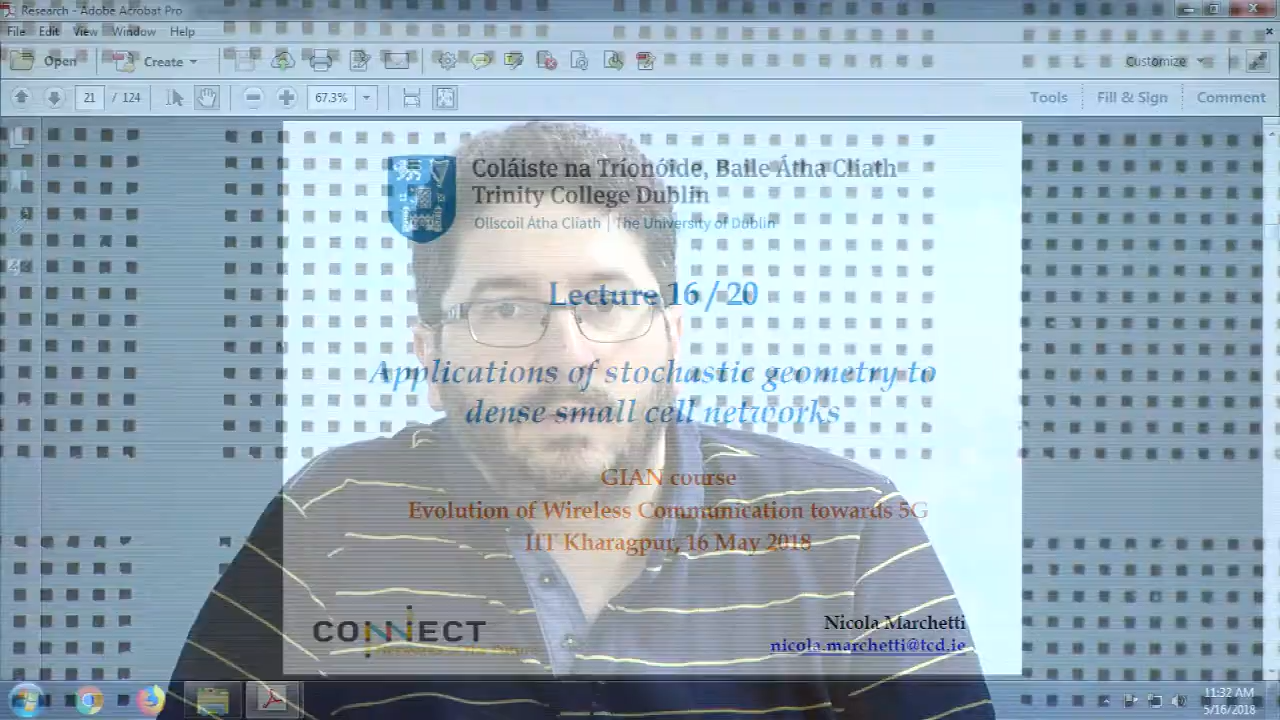 Research - Adobe Acrobat Pro
File Edit View Window Help
Open Create Customize
21 / 124 67.3% Tools Fill & Sign Comment
Coláiste na Tríonóide, Baile Átha Cliath
Trinity College Dublin
Ollscoil Átha Cliath | The University of Dublin
Lecture 16 / 20
Applications of stochastic geometry to
dense small cell networks
GIAN course
Evolution of Wireless Communication towards 5G
IIT Kharagpur, 16 May 2018
CONNECT
Nicola Marchetti
nicola.marchetti@tcd.ie
11:32 AM
5/16/2018